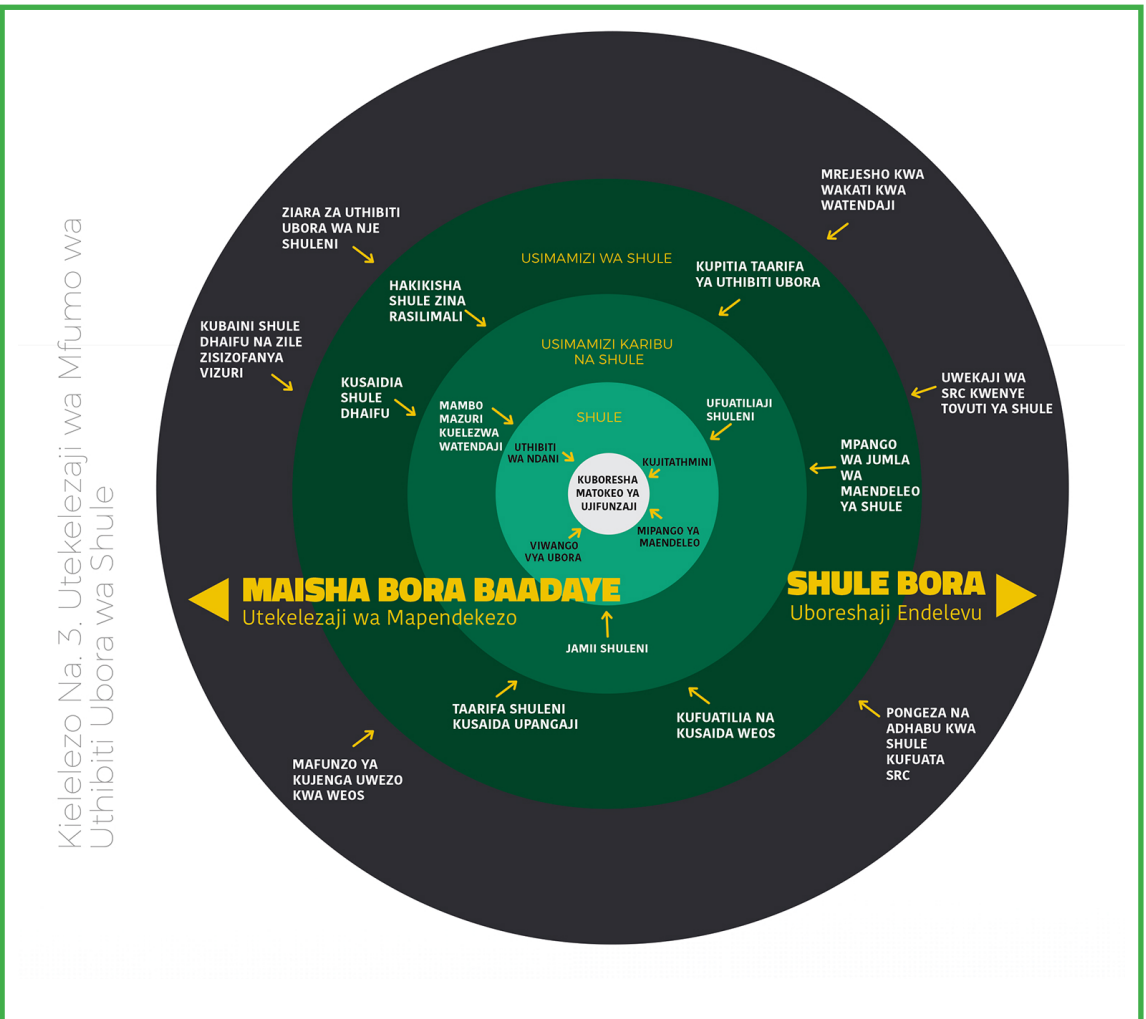 Kielelezo Na. 3. Utekelezaji wa Mfumo wa
Uthibiti Ubora wa Shule
ZIARA ZA UTHIBITI
UBORA WA NJE
SHULENI
MREJESHO KWA
WAKATI KWA
WATENDAJI
KUBAINI SHULE
DHAIFU NA ZILE
ZISIZOFANYA
VIZURI
UWEKAJI WA
SRC KWENYE
TOVUTI YA SHULE
USIMAMIZI WA SHULE
HAKIKISHA
SHULE ZINA
RASILIMALI
KUPITIA TAARIFA
YA UTHIBITI UBORA
KUSAIDIA
SHULE
DHAIFU
MPANGO
WA JUMLA
WA
MAENDELEO
YA SHULE
USIMAMIZI KARIBU
NA SHULE
MAMBO
MAZURI
KUELEZWA
WATENDAJI
UFUATILIAJI
SHULENI
SHULE
UTHIBITI
WA NDANI
KUJITATHMINI
KUBORESHA
MATOKEO YA
UJIFUNZAJI
VIWANGO
VYA UBORA
MIPANGO YA
MAENDELEO
MAISHA BORA BAADAYE
Utekelezaji wa Mapendekezo
SHULE BORA
Uboreshaji Endelevu
JAMII SHULENI
TAARIFA SHULENI
KUSAIDA UPANGAJI
KUFUATILIA NA
KUSAIDA WEOS
MAFUNZO YA
KUJENGA UWEZO
KWA WEOS
PONGEZA NA
ADHABU KWA
SHULE
KUFUATA
SRC